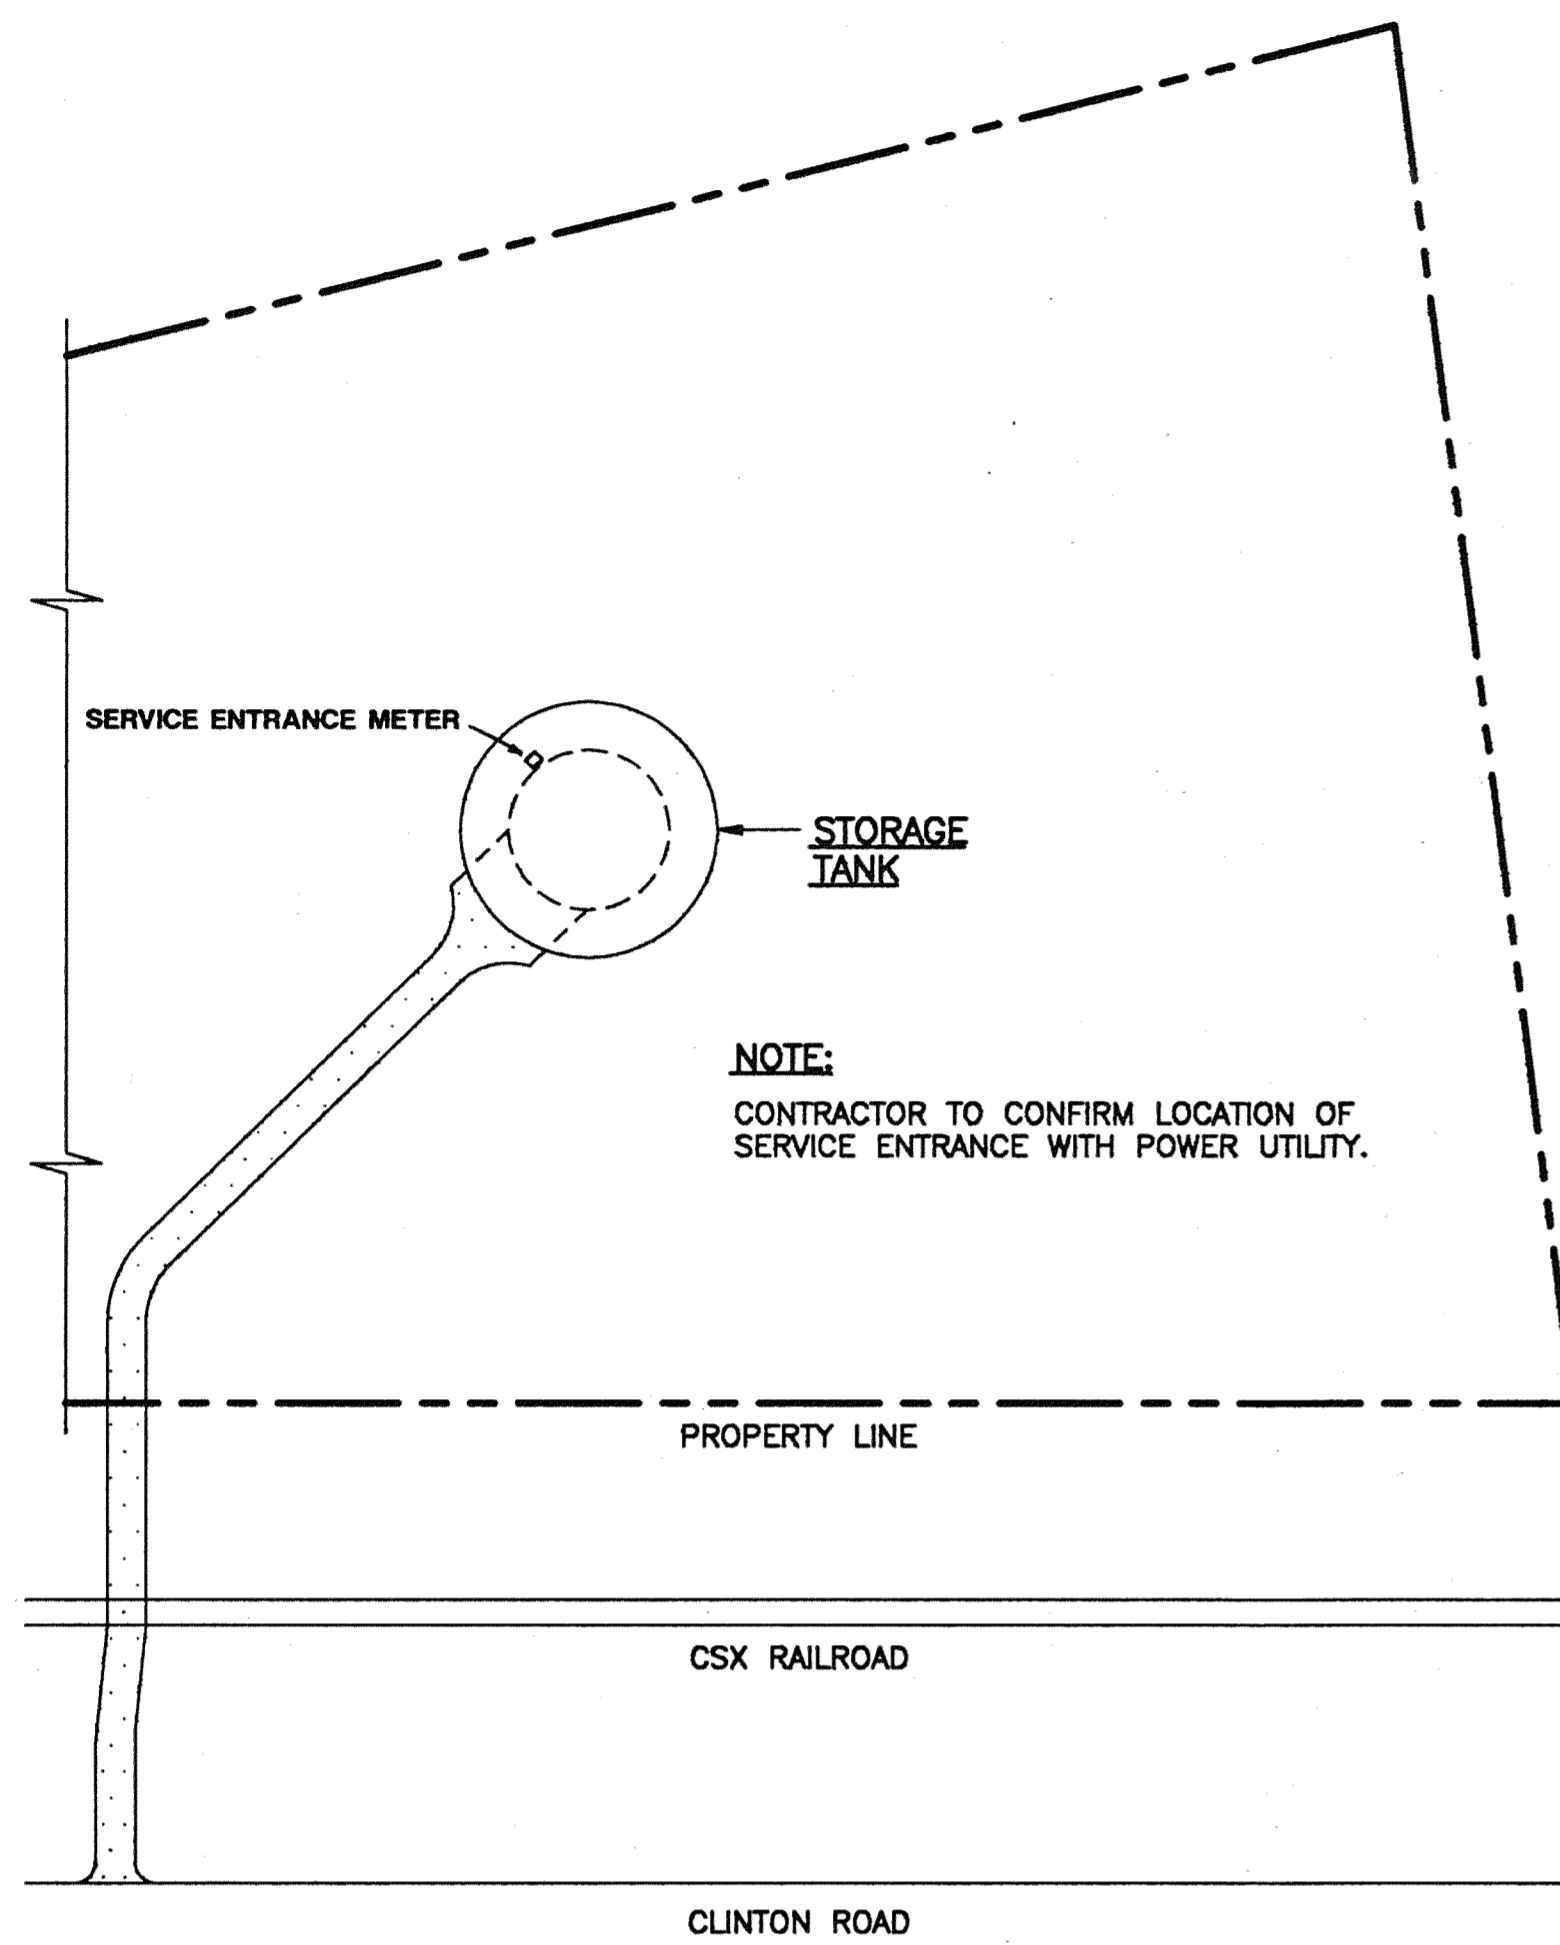 SERVICE ENTRANCE METER
STORAGE
TANK
NOTE:
CONTRACTOR TO CONFIRM LOCATION OF
SERVICE ENTRANCE WITH POWER UTILITY.
PROPERTY LINE
CSX RAILROAD
CLINTON ROAD